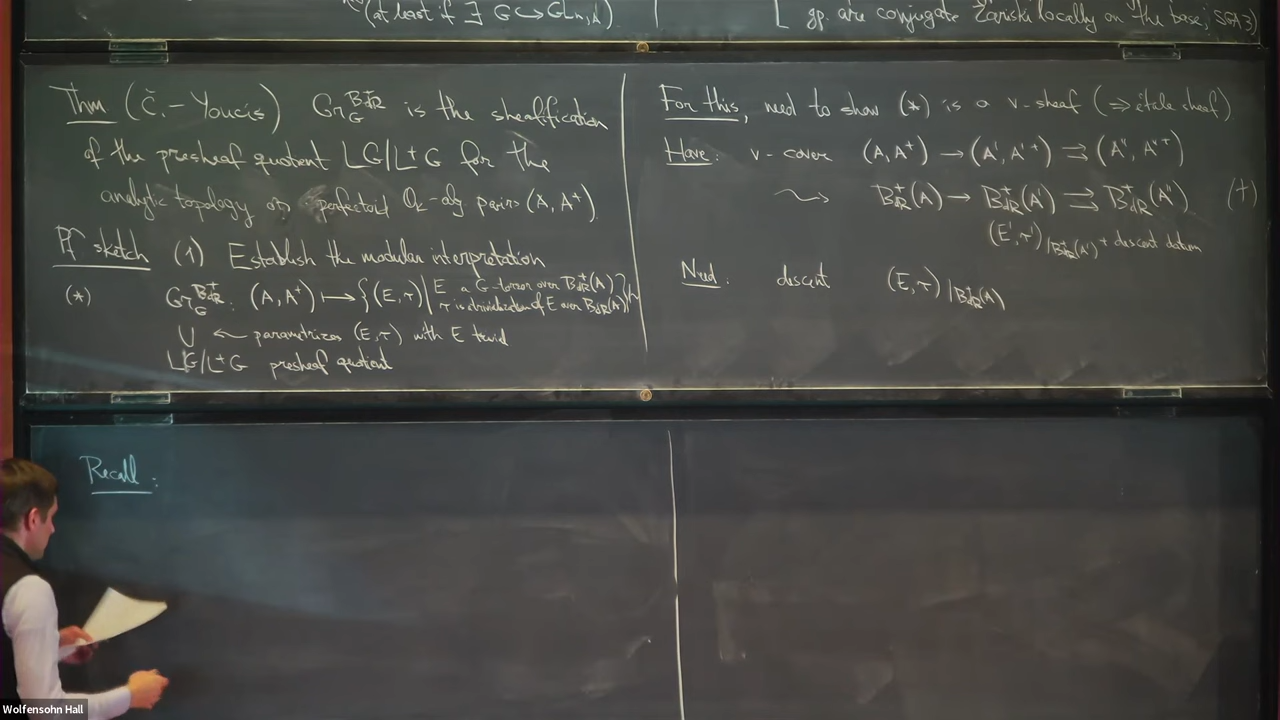 (at least if ∃ G↪GLn,A)
gp. are conjugate Zariski locally on the base; SGA3)
Thm (Č.-Youcis) Gr_G^{B_dR^+} is the sheafification
of the presheaf quotient LG/L⁺G for the
analytic topology on perfectoid O_k-alg pairs (A, A⁺).
Pf sketch (1) Establish the modular interpretation
(*) Gr_G^{B_dR^+}: (A, A⁺) ⟼ {(E, τ) | E a G-torsor over B_dR^+(A)
τ is trivialization of E over B_dR(A)}/
∪ ← parametrizes (E, τ) with E trivial
LG/L⁺G presheaf quotient
For this, need to show (*) is a v-sheaf (⇒ étale sheaf).
Have: v-cover (A, A⁺) → (A', A'⁺) ⇉ (A'', A''⁺)
⇝ B_dR^+(A) → B_dR^+(A') ⇉ B_dR^+(A'') (†)
(E', τ')|B_dR^+(A') + descent datum
Need: descent (E, τ)|B_dR^+(A)
Recall:
Wolfensohn Hall